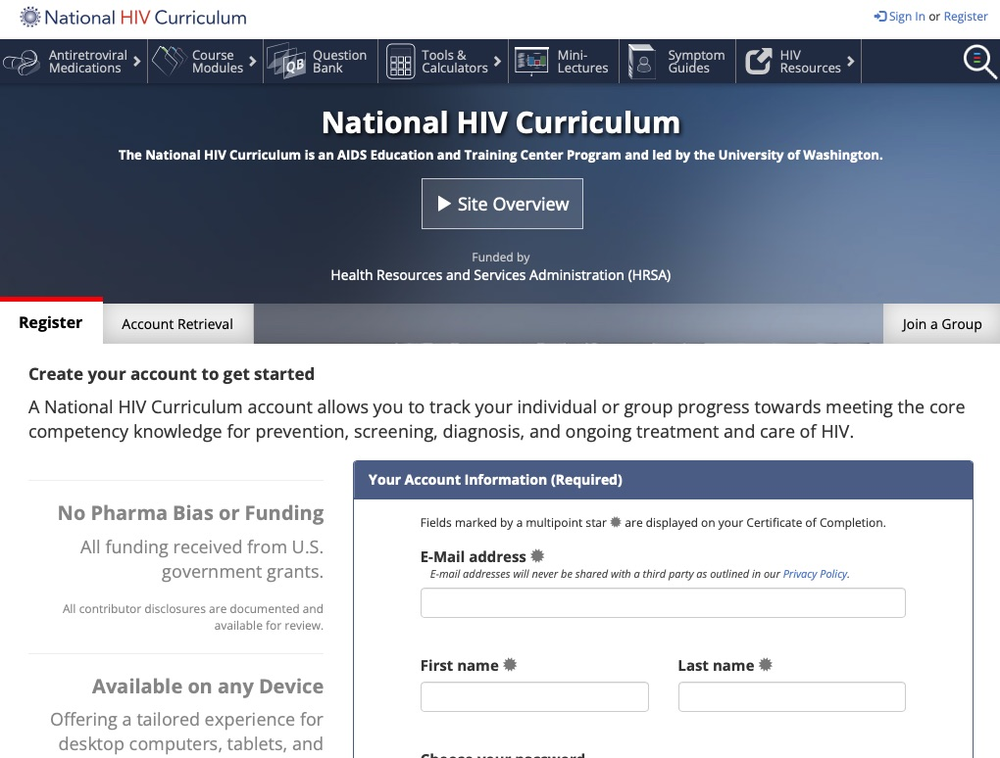 National HIV Curriculum
Sign In or Register
Antiretroviral
Medications
Course
Modules
QB
Question
Bank
Tools &
Calculators
Mini-
Lectures
Symptom
Guides
HIV
Resources
National HIV Curriculum
The National HIV Curriculum is an AIDS Education and Training Center Program and led by the University of Washington.
Site Overview
Funded by
Health Resources and Services Administration (HRSA)
Register
Account Retrieval
Join a Group
Create your account to get started
A National HIV Curriculum account allows you to track your individual or group progress towards meeting the core
competency knowledge for prevention, screening, diagnosis, and ongoing treatment and care of HIV.
No Pharma Bias or Funding
All funding received from U.S.
government grants.
All contributor disclosures are documented and
available for review.
Available on any Device
Offering a tailored experience for
desktop computers, tablets, and
Your Account Information (Required)
Fields marked by a multipoint star ✹ are displayed on your Certificate of Completion.
E-Mail address ✹
E-mail addresses will never be shared with a third party as outlined in our Privacy Policy.
First name ✹
Last name ✹
Choose your password